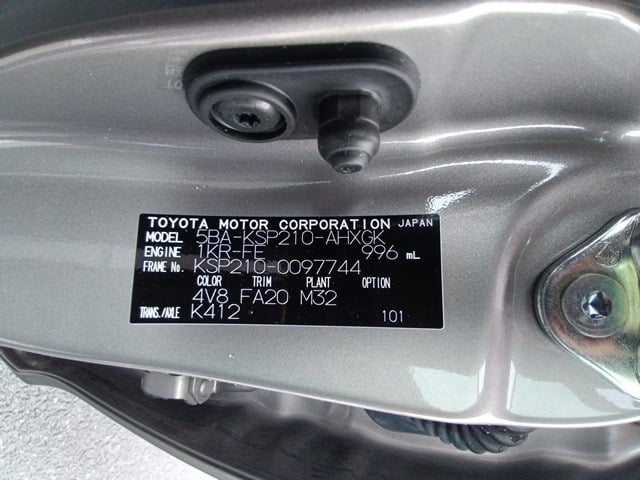 TOYOTA MOTOR CORPORATION JAPAN
MODEL 5BA-KSP210-AHXGK
ENGINE 1KR-FE 996 mL
FRAME No. KSP210-0097744
COLOR TRIM PLANT OPTION
4V8 FA20 M32
TRANS./AXLE K412 101